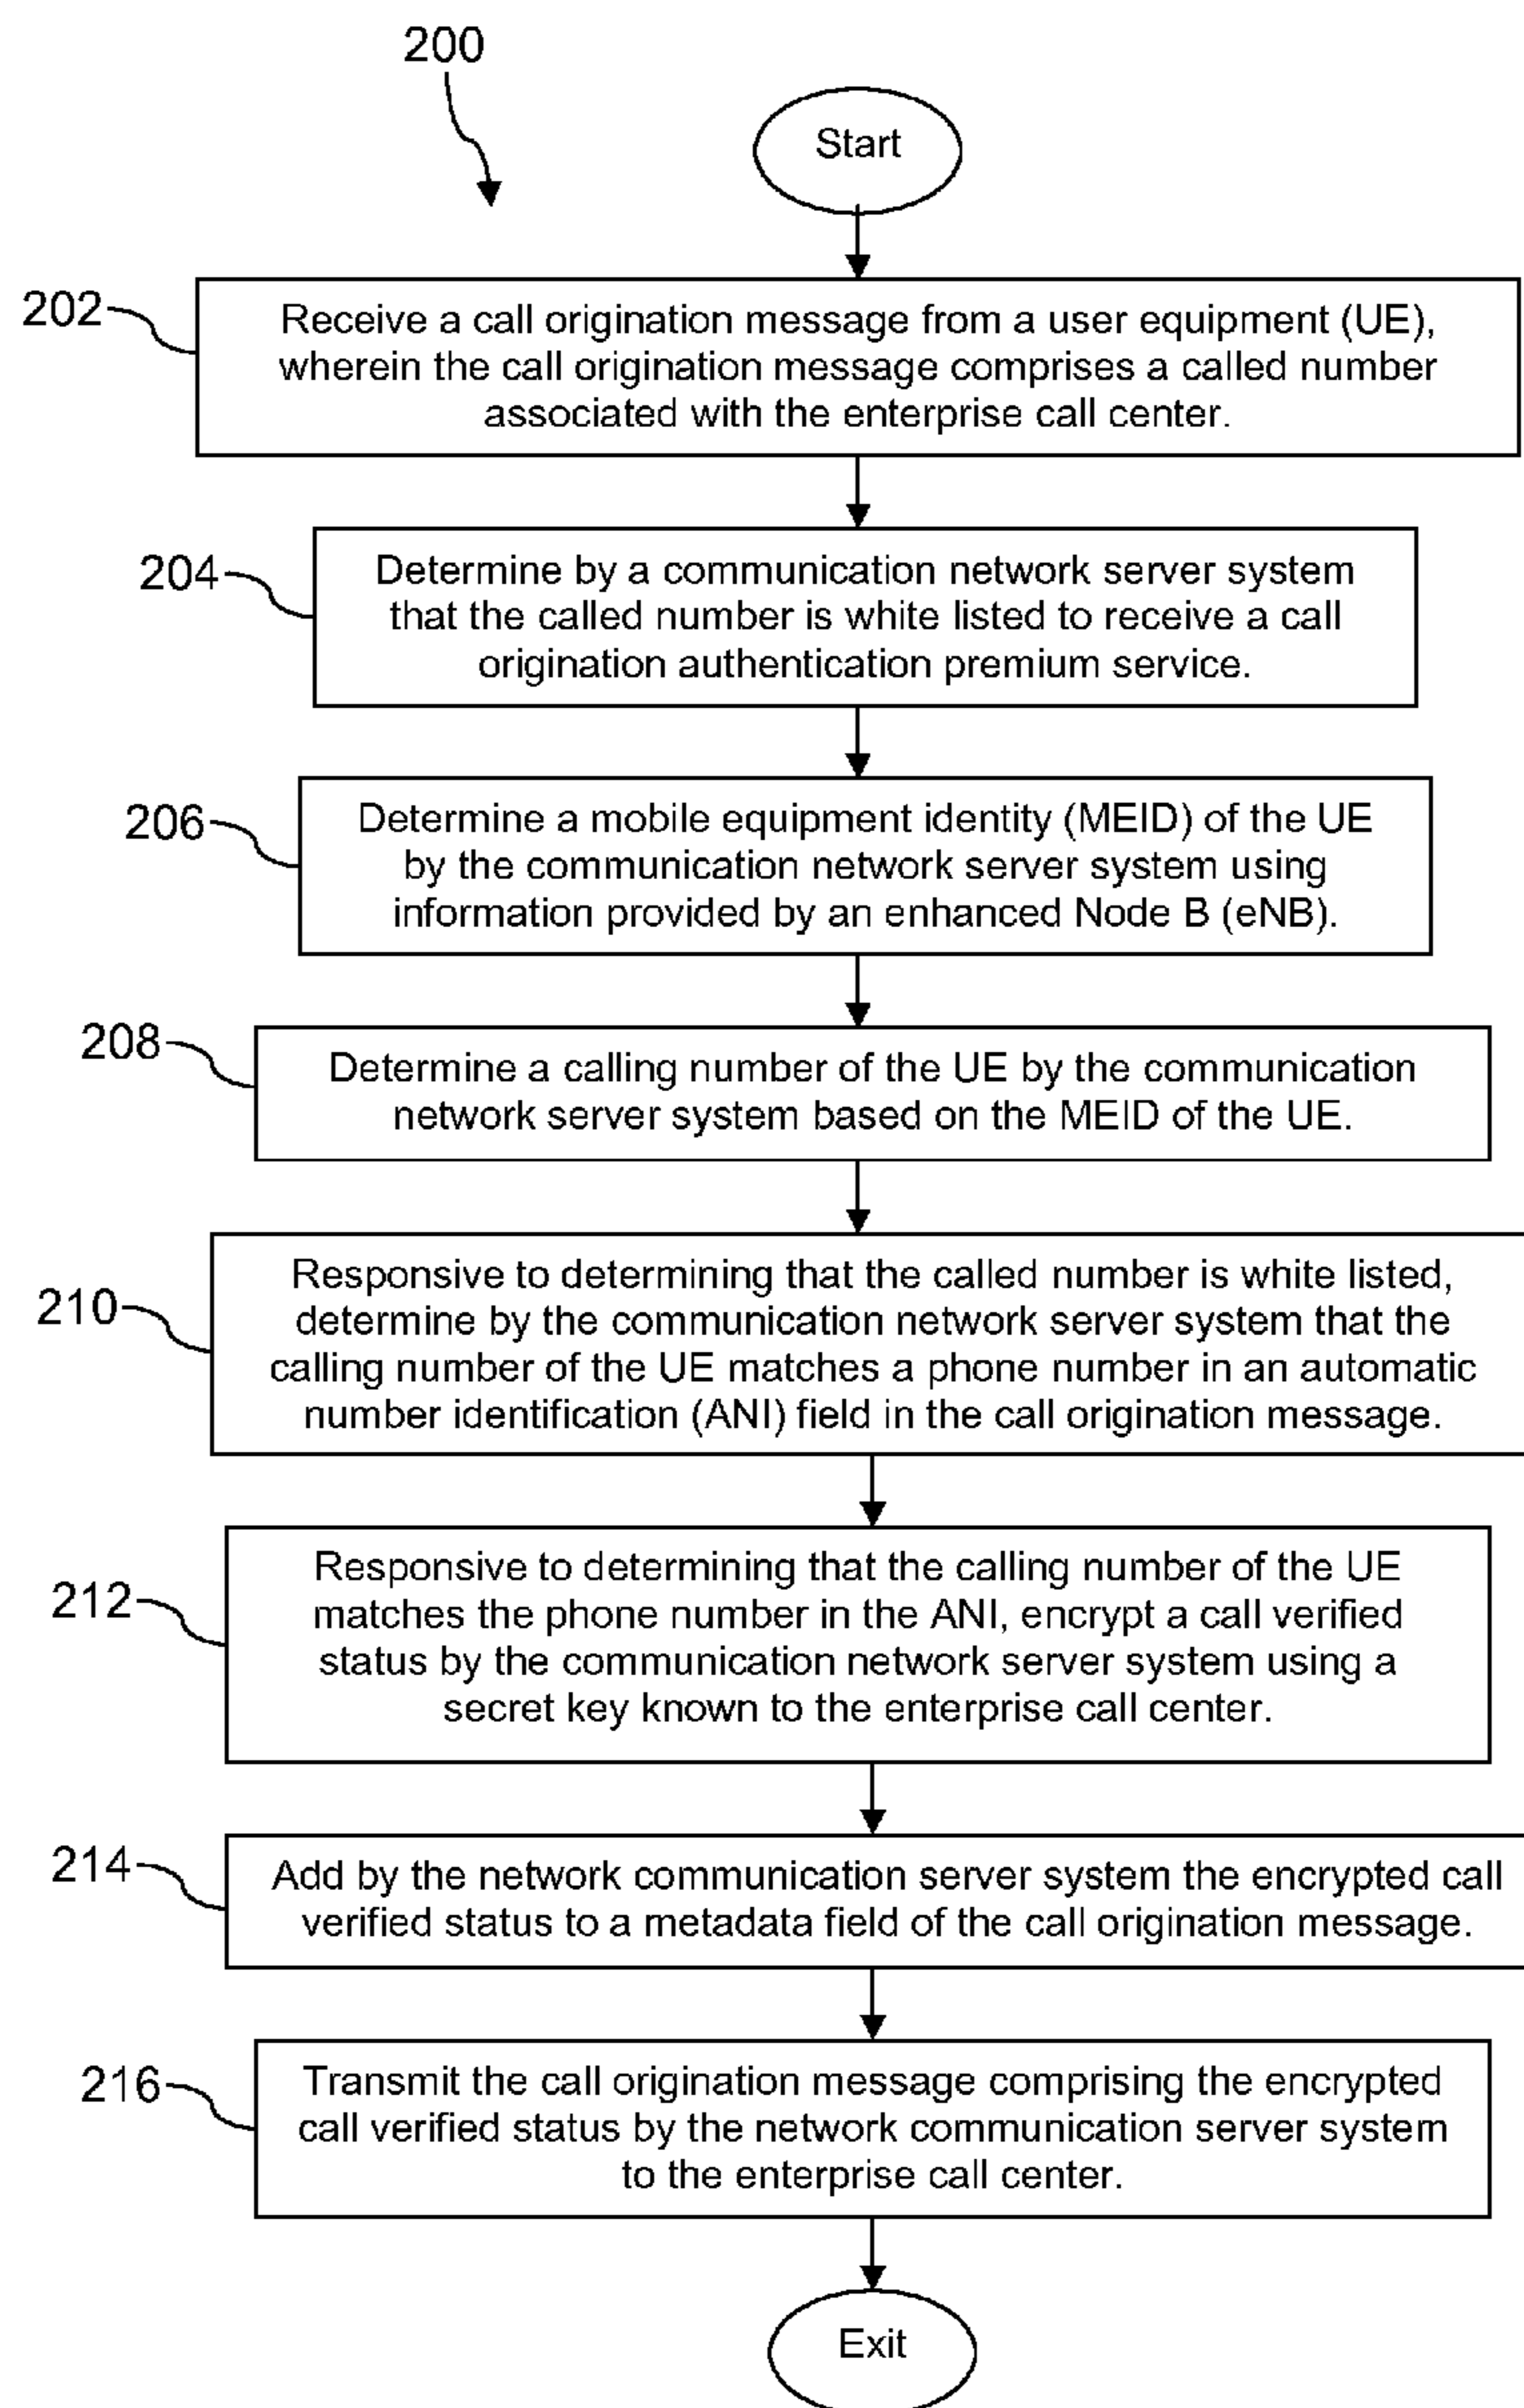 200
Start
202
Receive a call origination message from a user equipment (UE),
wherein the call origination message comprises a called number
associated with the enterprise call center.
204
Determine by a communication network server system
that the called number is white listed to receive a call
origination authentication premium service.
206
Determine a mobile equipment identity (MEID) of the UE
by the communication network server system using
information provided by an enhanced Node B (eNB).
208
Determine a calling number of the UE by the communication
network server system based on the MEID of the UE.
210
Responsive to determining that the called number is white listed,
determine by the communication network server system that the
calling number of the UE matches a phone number in an automatic
number identification (ANI) field in the call origination message.
212
Responsive to determining that the calling number of the UE
matches the phone number in the ANI, encrypt a call verified
status by the communication network server system using a
secret key known to the enterprise call center.
214
Add by the network communication server system the encrypted call
verified status to a metadata field of the call origination message.
216
Transmit the call origination message comprising the encrypted
call verified status by the network communication server system
to the enterprise call center.
Exit